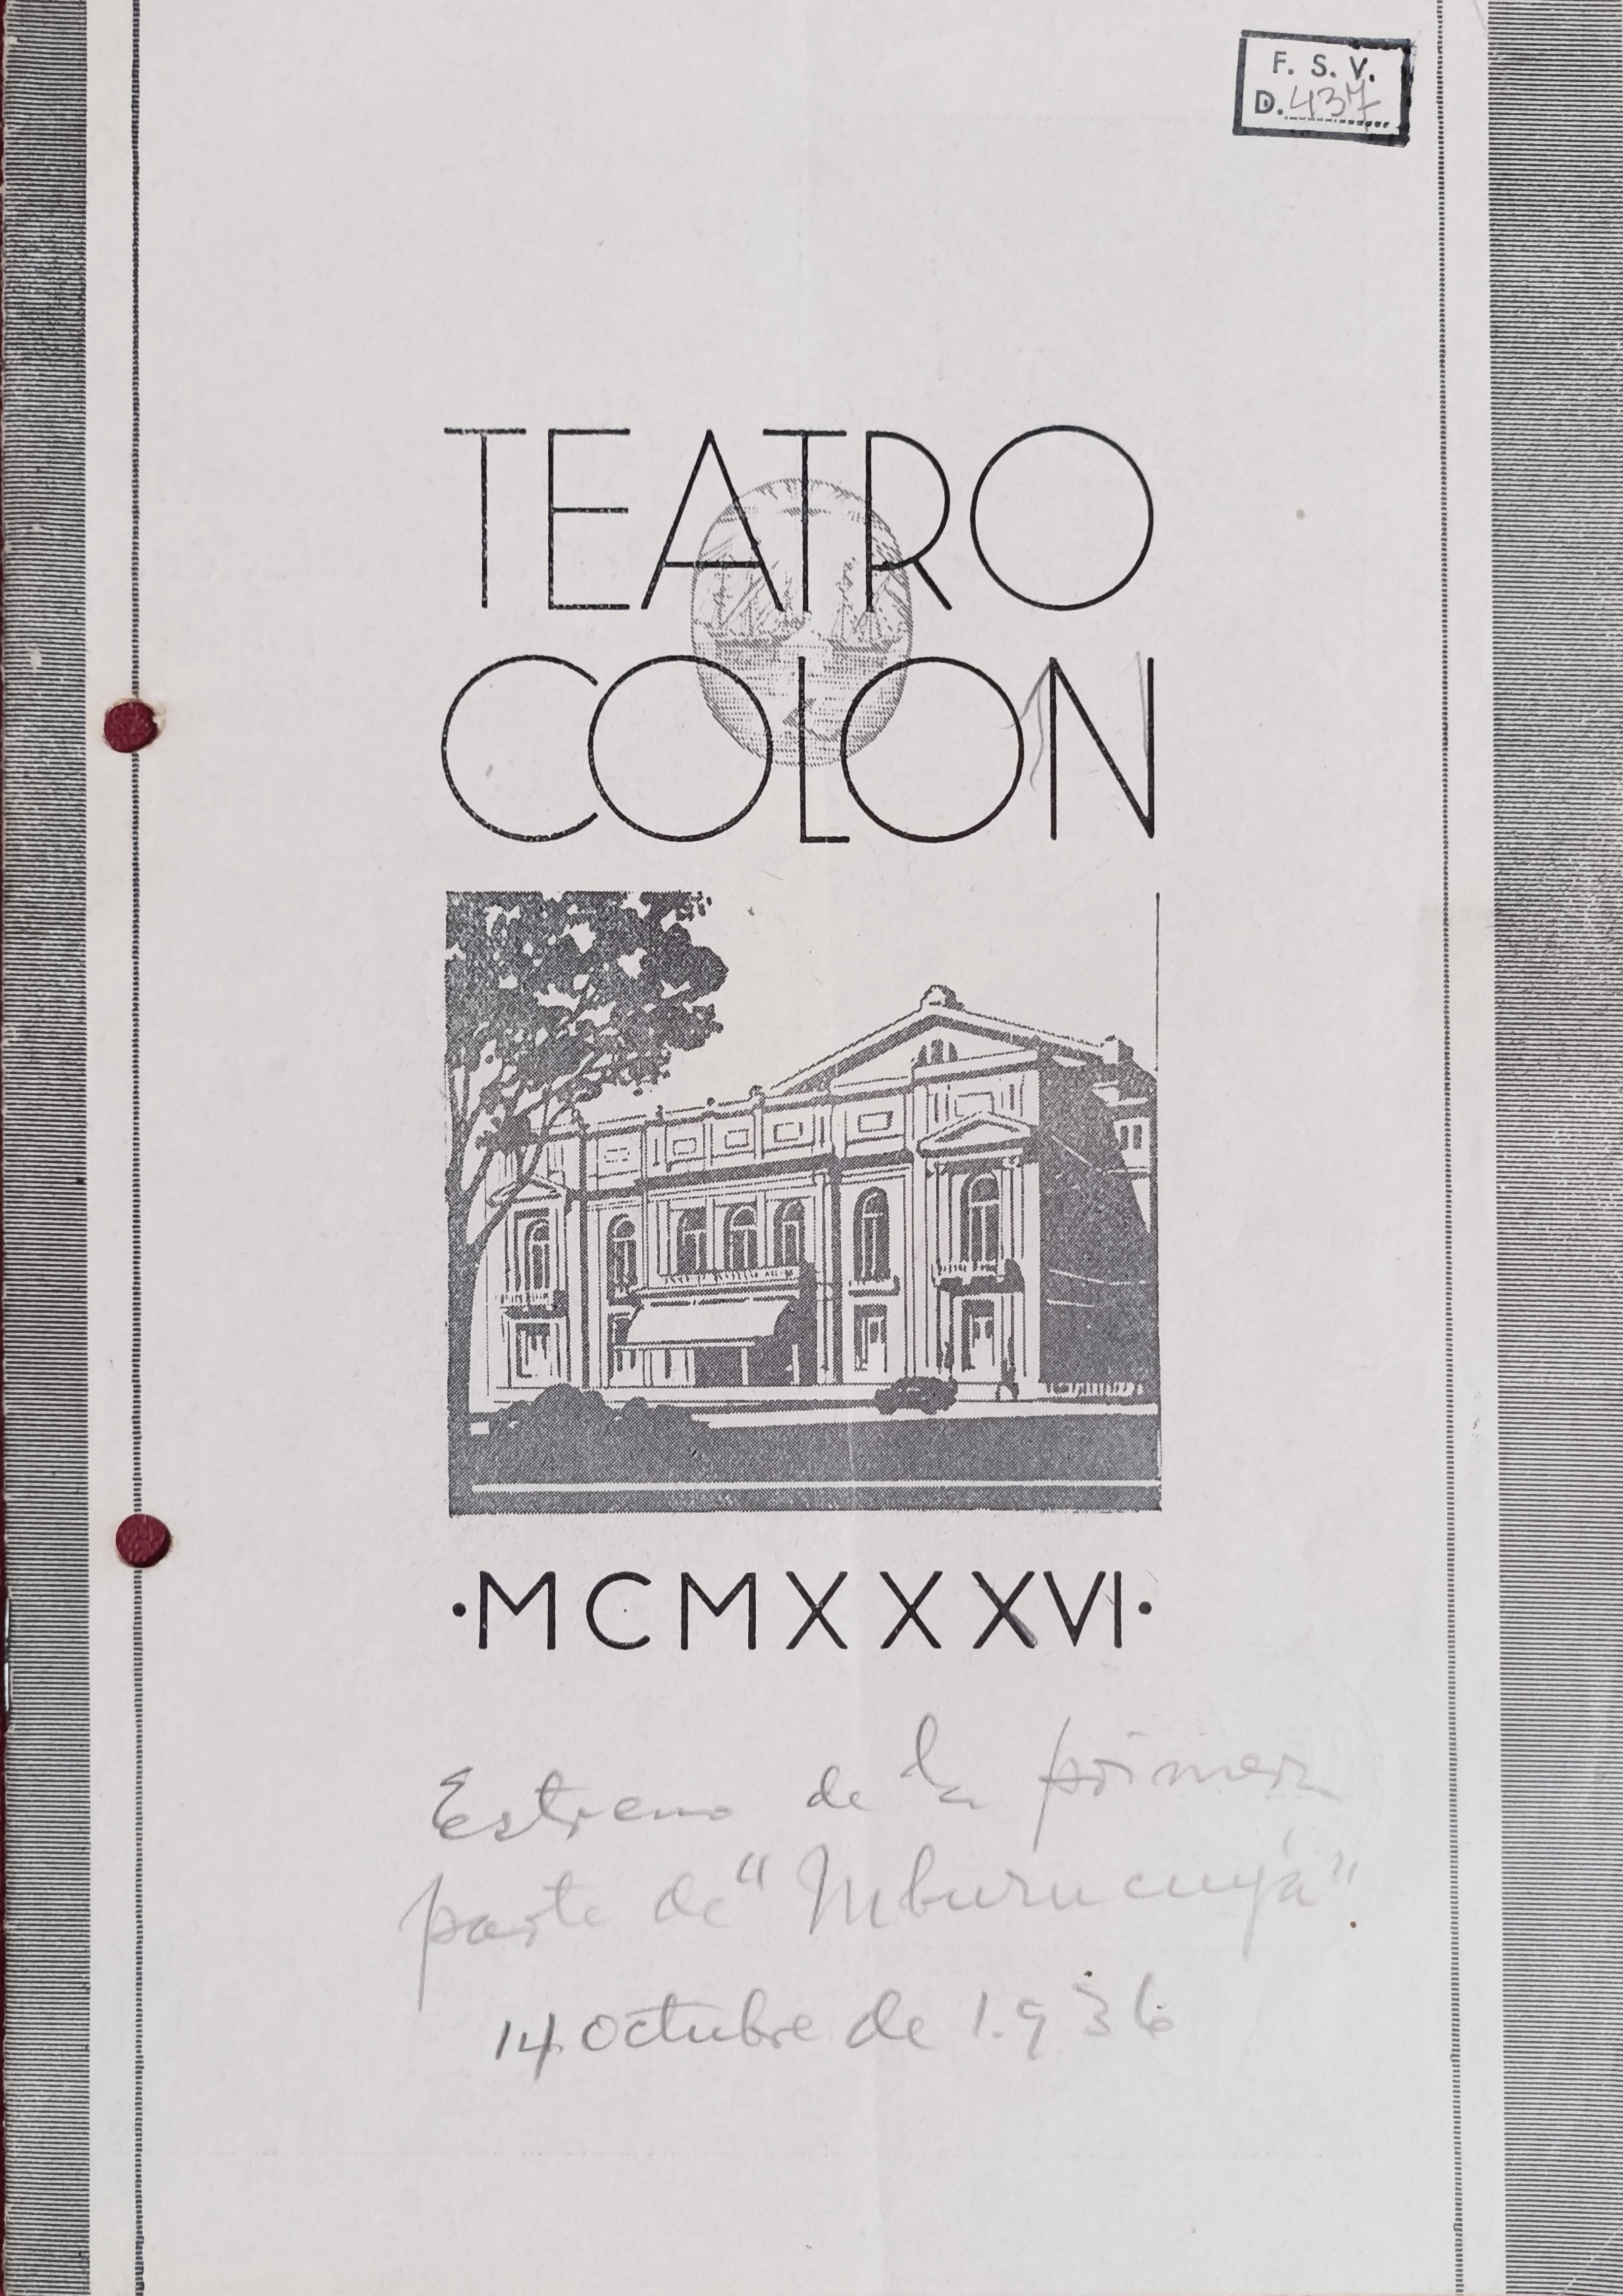 F. S. V.
D. 437
TEATRO
COLON
·MCMXXXVI·
Estreno de la primera
parte de "Mburucuyá"
14 octubre de 1.936